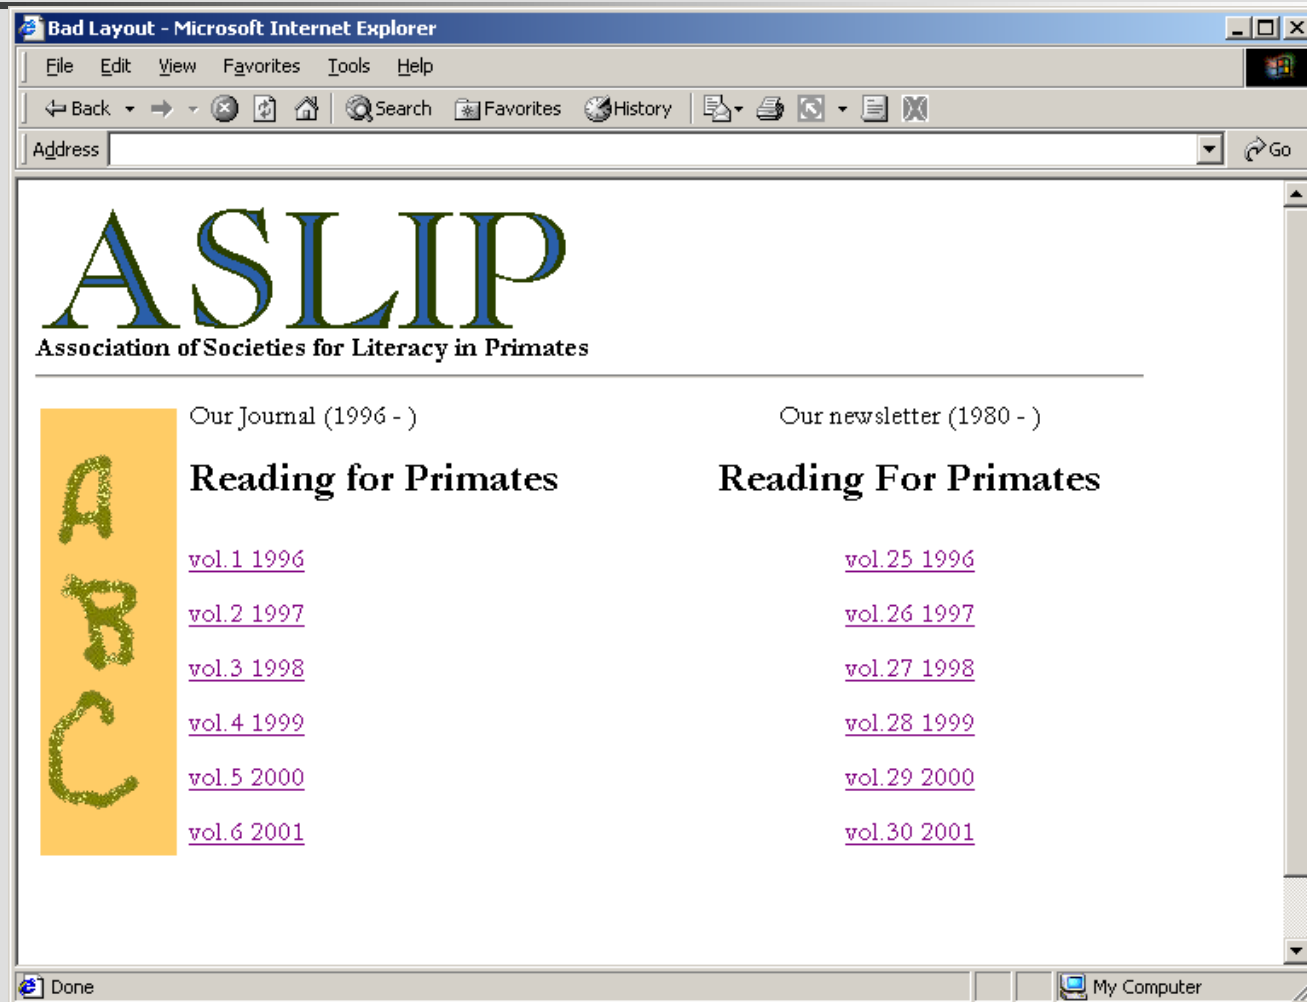 Bad Layout - Microsoft Internet Explorer
File Edit View Favorites Tools Help
Back Search Favorites History
Address Go
ASLIP
Association of Societies for Literacy in Primates
A
B
C
Our Journal (1996 - )
Reading for Primates
vol.1 1996
vol.2 1997
vol.3 1998
vol.4 1999
vol.5 2000
vol.6 2001
Our newsletter (1980 - )
Reading For Primates
vol.25 1996
vol.26 1997
vol.27 1998
vol.28 1999
vol.29 2000
vol.30 2001
Done My Computer